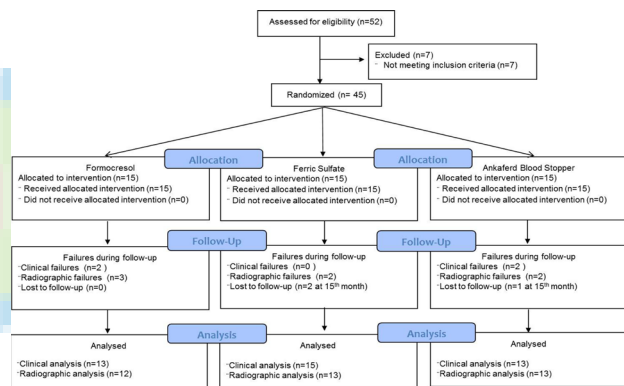 Assessed for eligibility (n=52)
Excluded (n=7)
- Not meeting inclusion criteria (n=7)
Randomized (n= 45)
Allocation
Allocation
Formocresol
Allocated to intervention (n=15)
- Received allocated intervention (n=15)
- Did not receive allocated intervention (n=0)
Ferric Sulfate
Allocated to intervention (n=15)
- Received allocated intervention (n=15)
- Did not receive allocated intervention (n=0)
Ankaferd Blood Stopper
Allocated to intervention (n=15)
- Received allocated intervention (n=15)
- Did not receive allocated intervention (n=0)
Follow-Up
Follow-Up
Failures during follow-up
- Clinical failures (n=2 )
- Radiographic failures (n=3)
- Lost to follow-up (n=0)
Failures during follow-up
- Clinical failures (n=0 )
- Radiographic failures (n=2)
- Lost to follow-up (n=2 at 15th month)
Failures during follow-up
- Clinical failures (n=2 )
- Radiographic failures (n=2)
- Lost to follow-up (n=1 at 15th month)
Analysis
Analysis
Analysed
- Clinical analysis (n=13)
- Radiographic analysis (n=12)
Analysed
- Clinical analysis (n=15)
- Radiographic analysis (n=13)
Analysed
- Clinical analysis (n=13)
- Radiographic analysis (n=13)